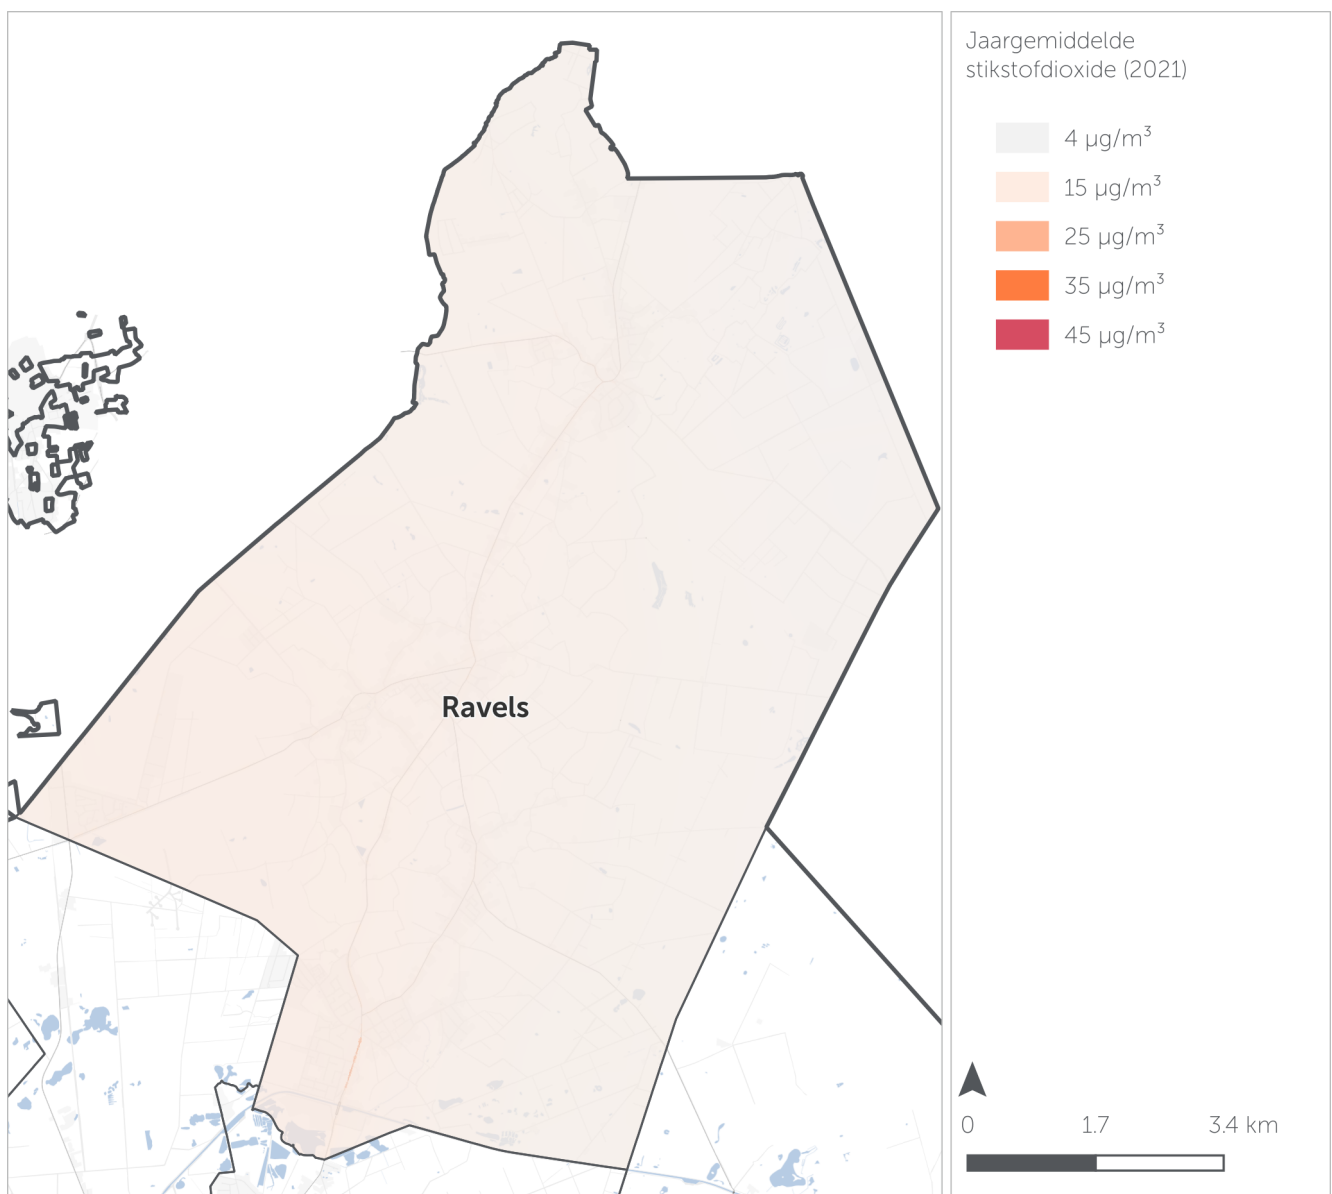 Jaargemiddelde
stikstofdioxide (2021)
4 µg/m³
15 µg/m³
25 µg/m³
35 µg/m³
45 µg/m³
Ravels
0 1.7 3.4 km